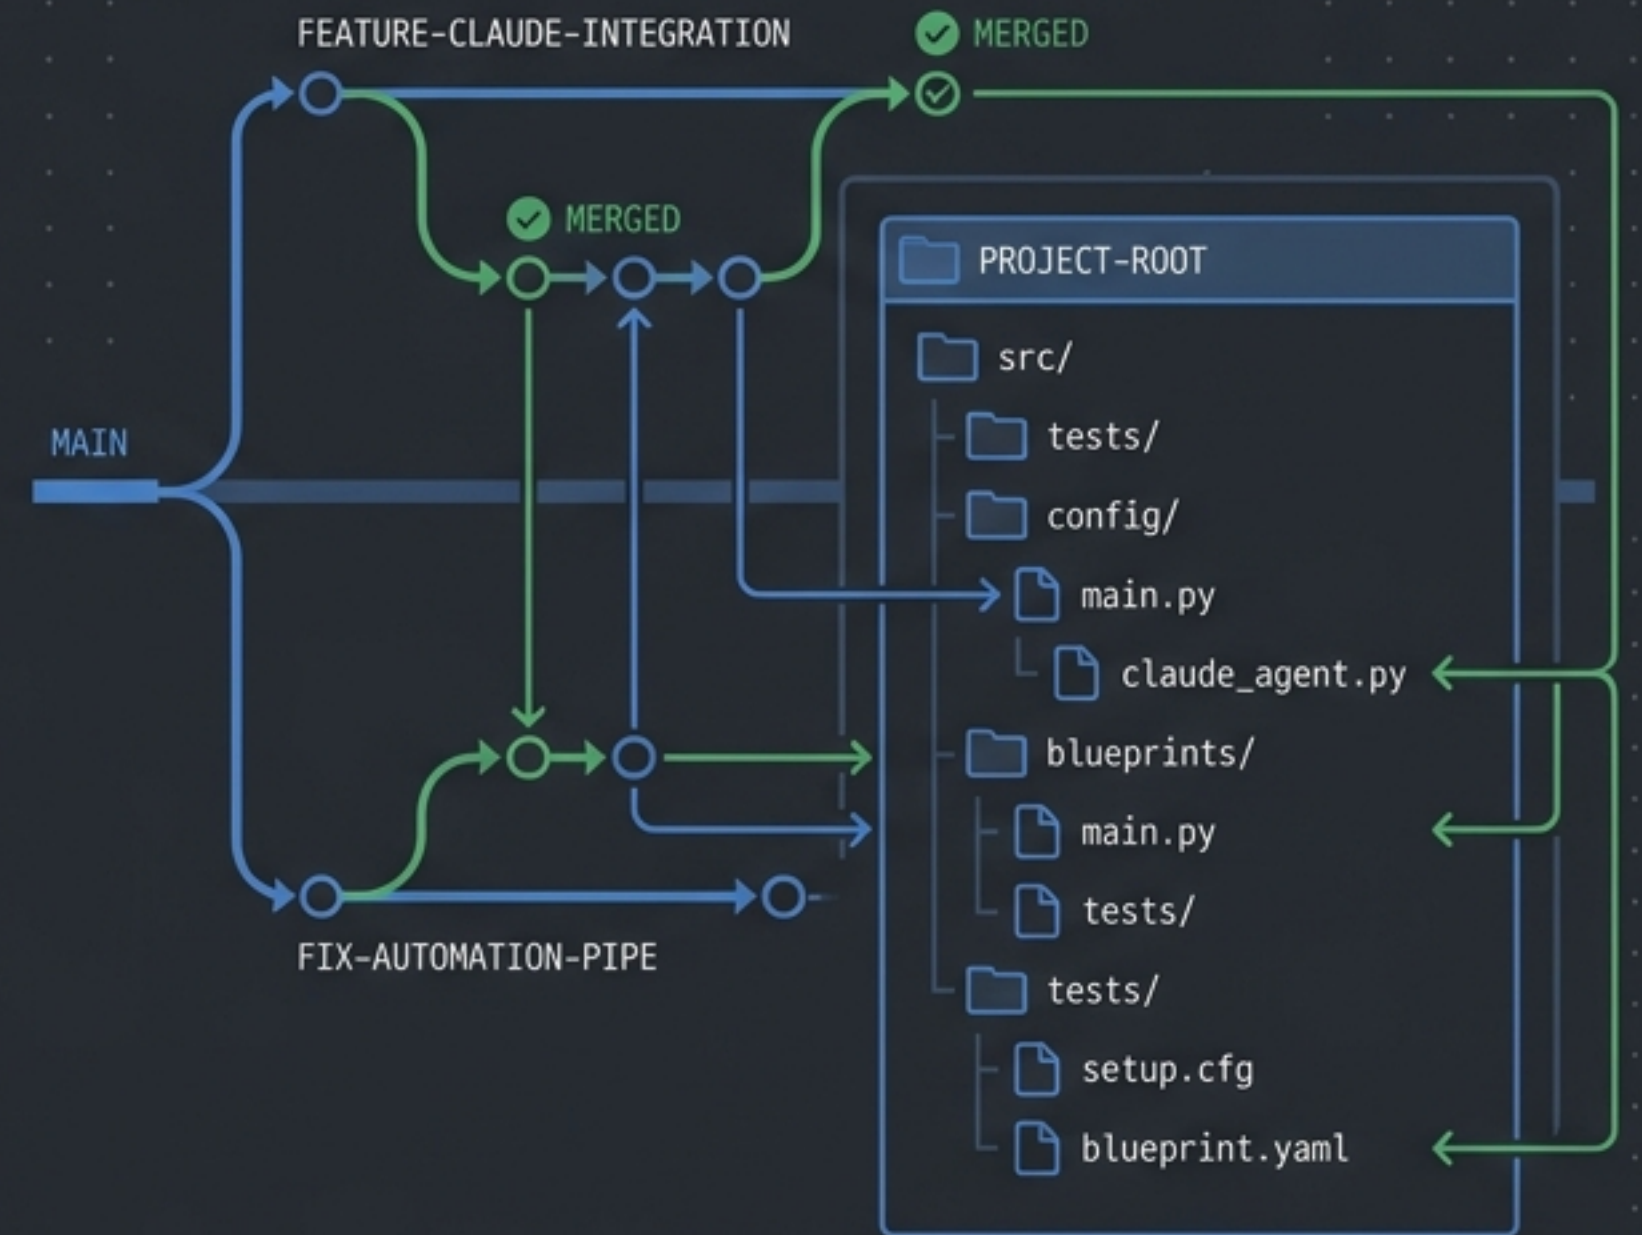 FEATURE-CLAUDE-INTEGRATION
MERGED
MERGED
MAIN
FIX-AUTOMATION-PIPE
PROJECT-ROOT
src/
tests/
config/
main.py
claude_agent.py
blueprints/
main.py
tests/
tests/
setup.cfg
blueprint.yaml